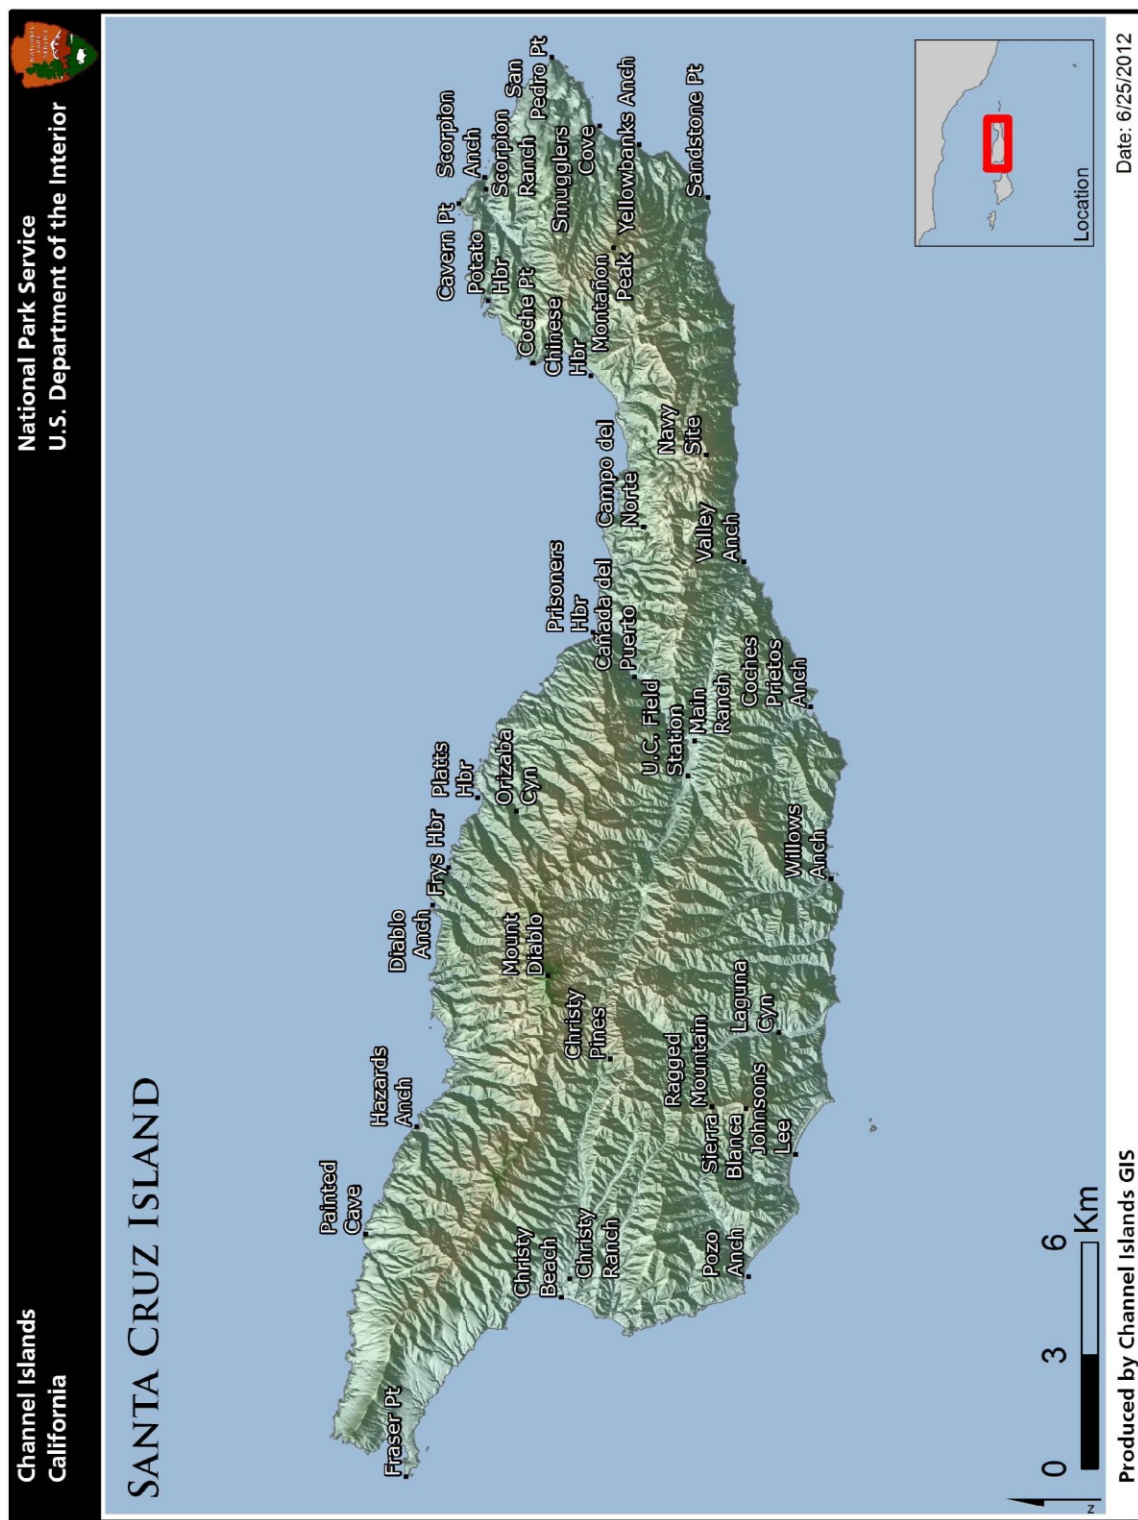 Channel Islands
California
National Park Service
U.S. Department of the Interior
NATIONAL
PARK
SERVICE
SANTA CRUZ ISLAND
Fraser Pt
Painted
Cave
Hazards
Anch
Diablo
Anch
Frys Hbr
Platts
Hbr
Orizaba
Cyn
Mount
Diablo
Christy
Pines
Christy
Beach
Christy
Ranch
Pozo
Anch
Ragged
Mountain
Sierra
Blanca
Johnsons
Lee
Laguna
Cyn
Willows
Anch
U.C. Field
Station
Main
Ranch
Coches
Prietos
Anch
Prisoners
Hbr
Cañada del
Puerto
Campo del
Norte
Valley
Anch
Navy
Site
Chinese
Hbr
Coche Pt
Potato
Hbr
Cavern Pt
Scorpion
Anch
Scorpion
Ranch
San
Pedro Pt
Smugglers
Cove
Montañon
Peak
Yellowbanks Anch
Sandstone Pt
Location
0 3 6 Km
z
Produced by Channel Islands GIS
Date: 6/25/2012